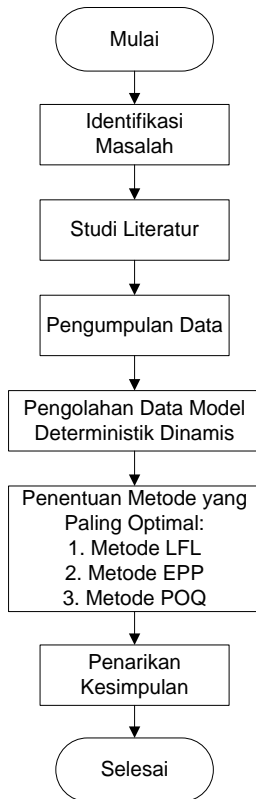 Mulai
Identifikasi
Masalah
Studi Literatur
Pengumpulan Data
Pengolahan Data Model
Deterministik Dinamis
Penentuan Metode yang
Paling Optimal:
1. Metode LFL
2. Metode EPP
3. Metode POQ
Penarikan
Kesimpulan
Selesai